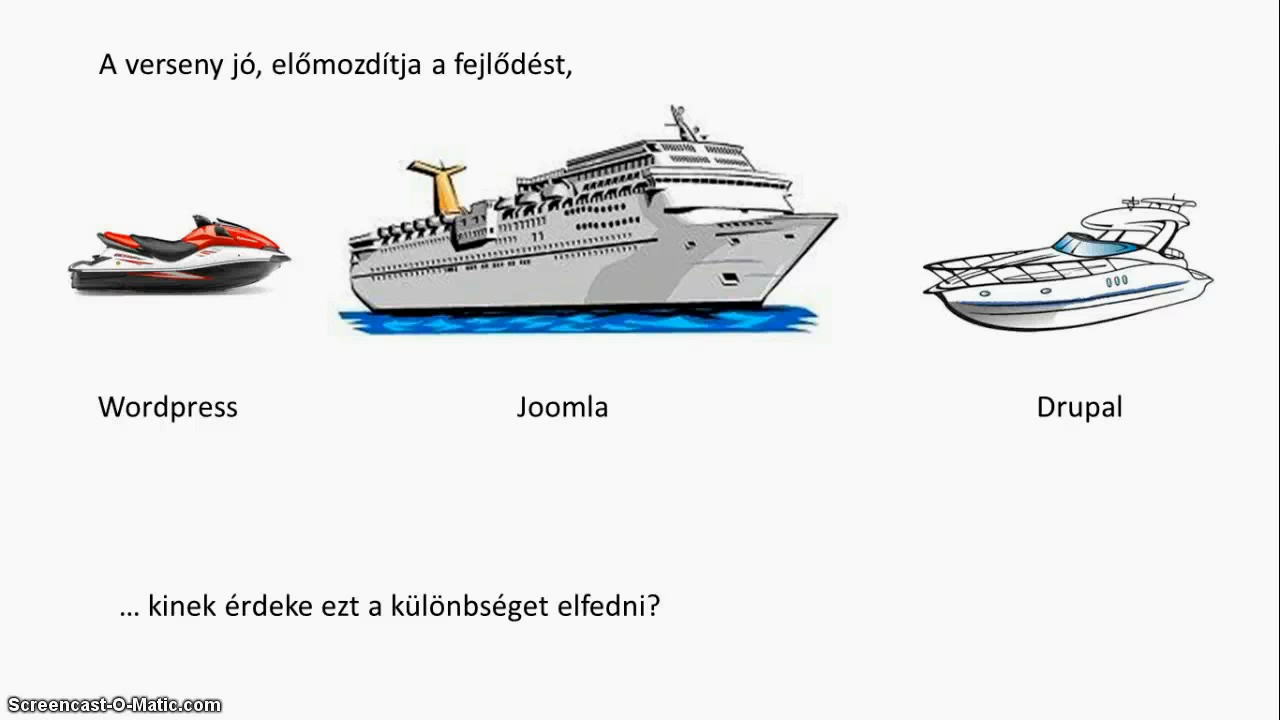 A verseny jó, előmozdítja a fejlődést,
Wordpress
Joomla
Drupal
... kinek érdeke ezt a különbséget elfedni?
Screencast-O-Matic.com